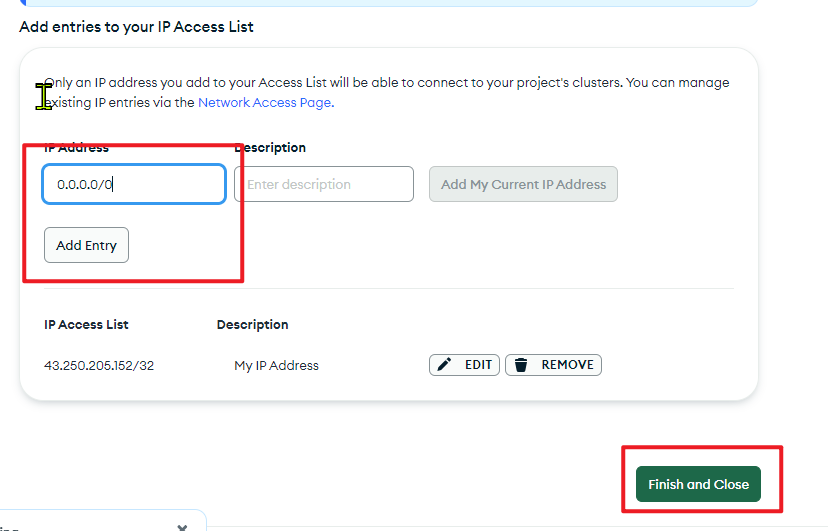 Add entries to your IP Access List
Only an IP address you add to your Access List will be able to connect to your project's clusters. You can manage
existing IP entries via the Network Access Page.
IP Address Description
0.0.0.0/0 Enter description Add My Current IP Address
Add Entry
IP Access List Description
43.250.205.152/32 My IP Address EDIT REMOVE
Finish and Close